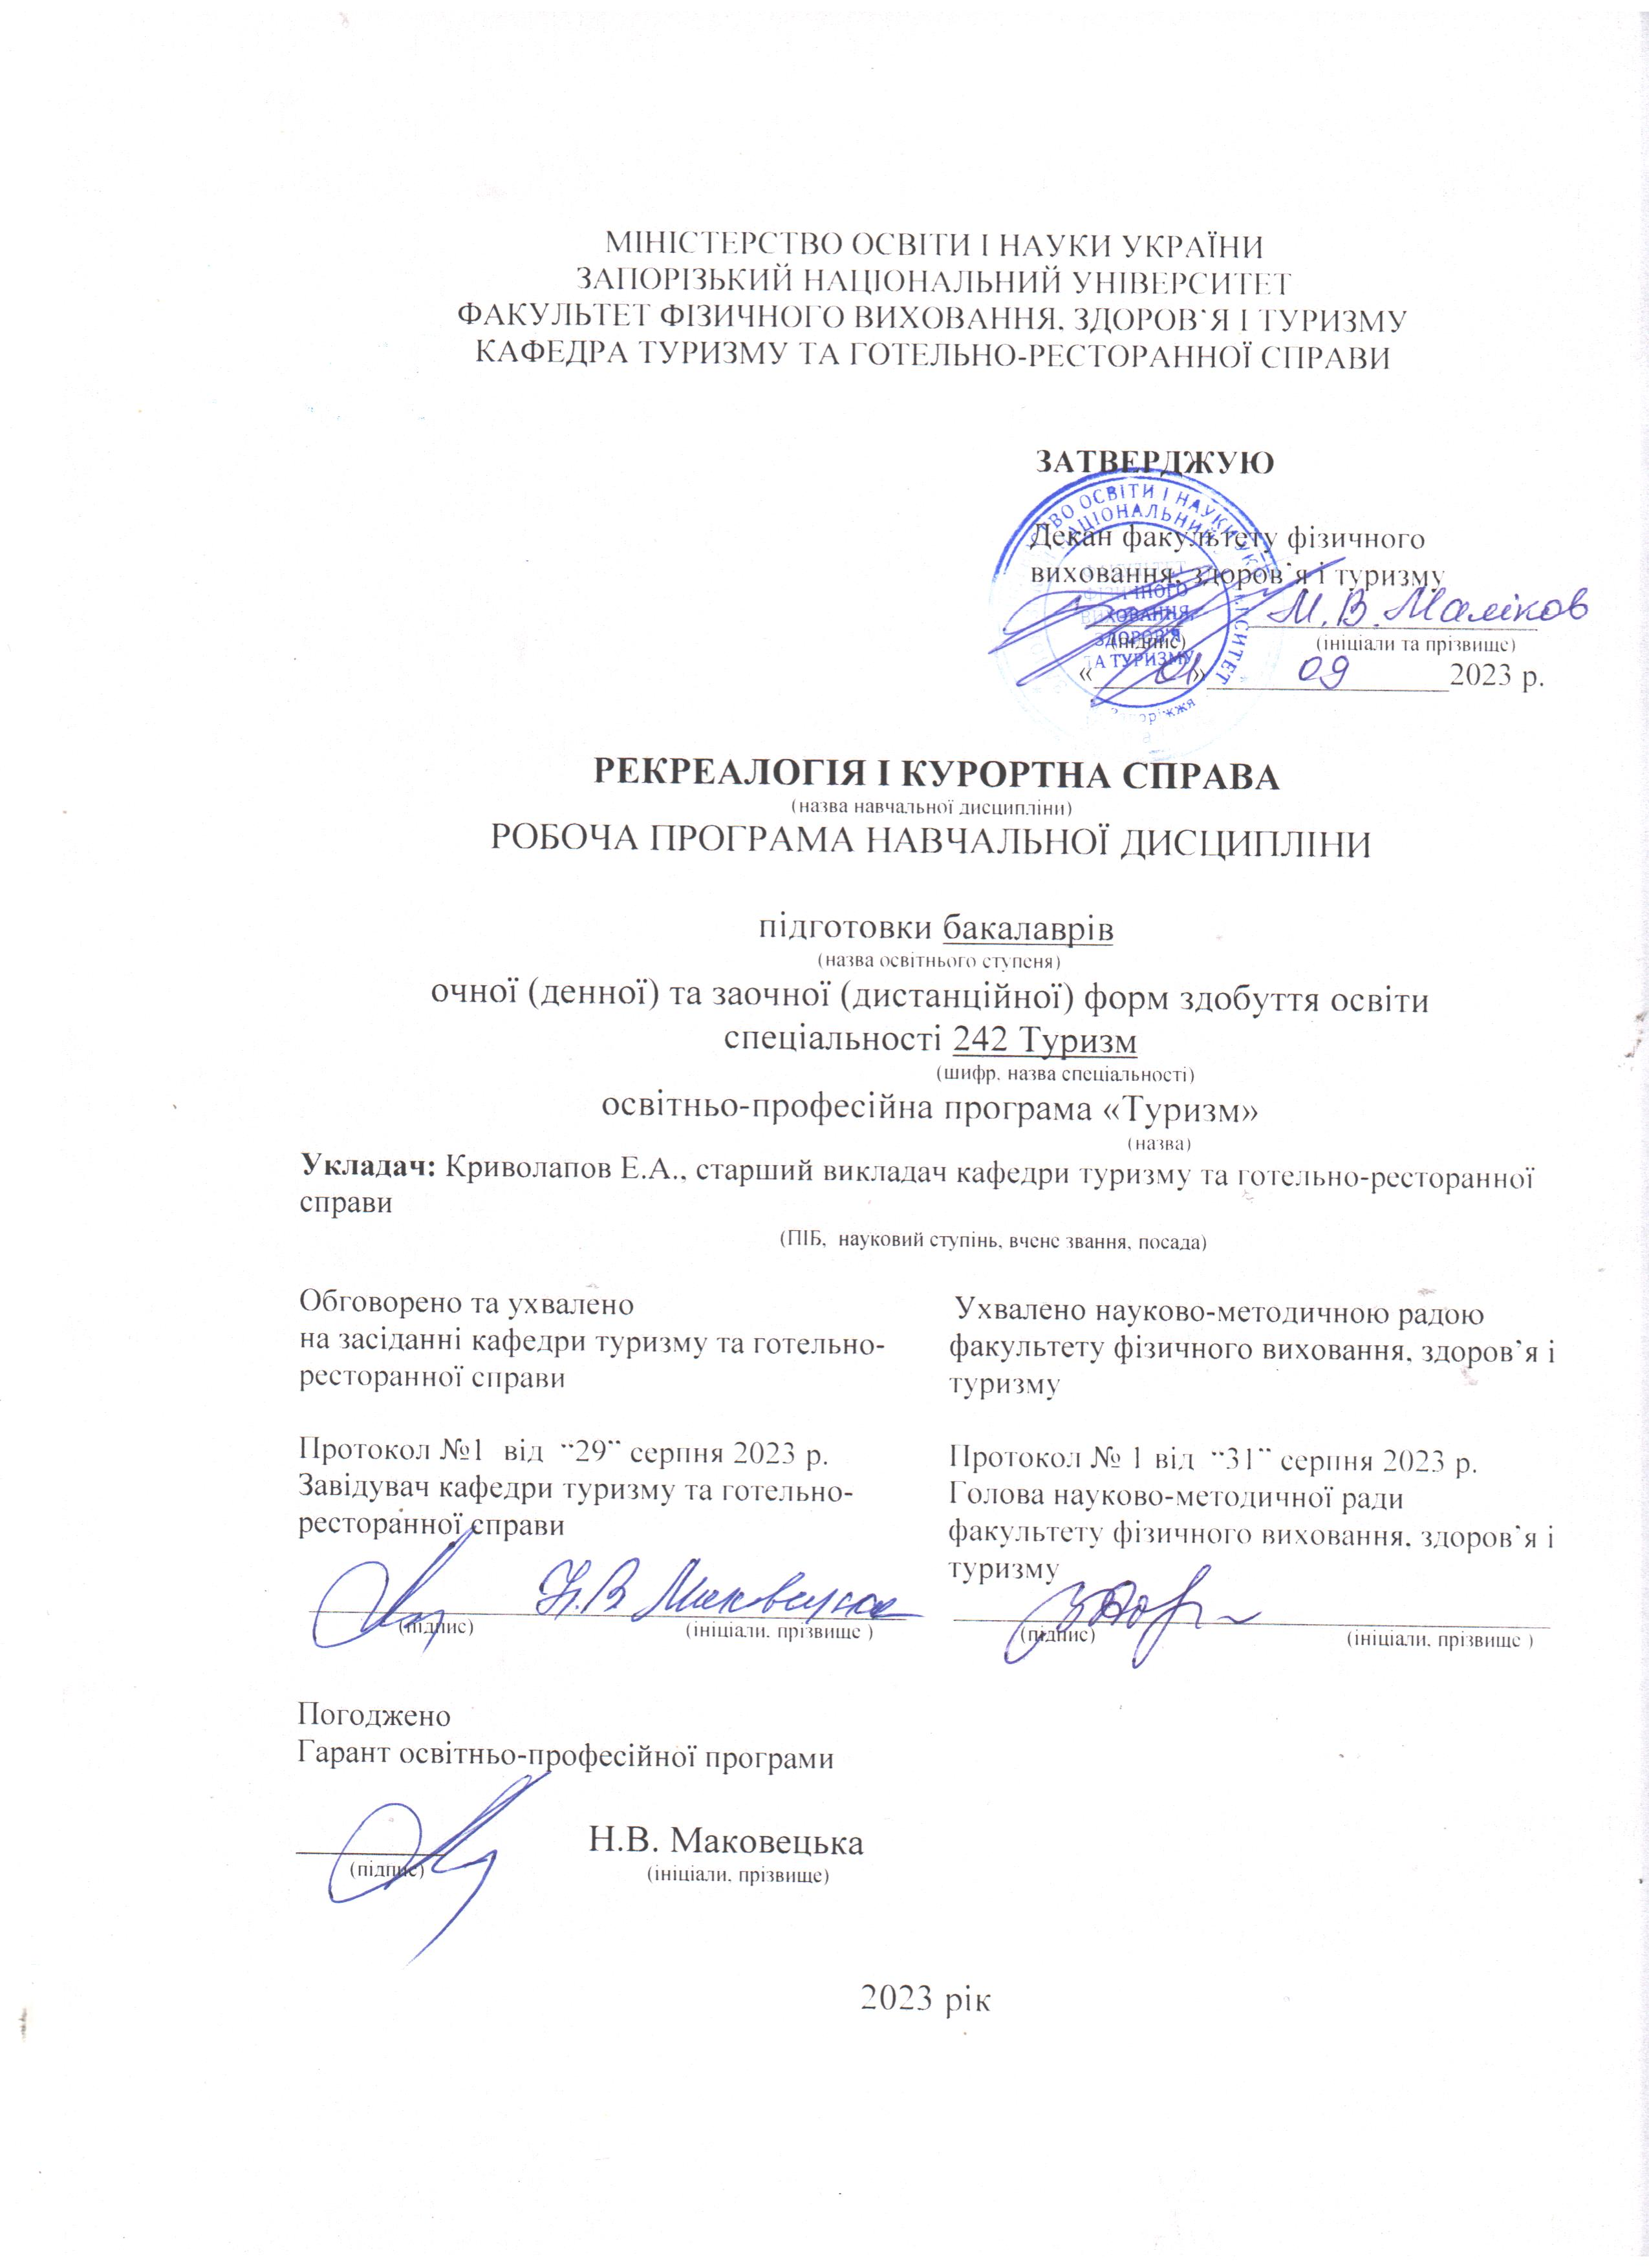 МІНІСТЕРСТВО ОСВІТИ І НАУКИ УКРАЇНИ
ЗАПОРІЗЬКИЙ НАЦІОНАЛЬНИЙ УНІВЕРСИТЕТ
ФАКУЛЬТЕТ ФІЗИЧНОГО ВИХОВАННЯ, ЗДОРОВ'Я І ТУРИЗМУ
КАФЕДРА ТУРИЗМУ ТА ГОТЕЛЬНО-РЕСТОРАННОЇ СПРАВИ
ЗАТВЕРДЖУЮ
Декан факультету фізичного
виховання, здоров'я і туризму
М.В. Маліков
(підпис) (ініціали та прізвище)
«01» 09 2023 р.
ОСВІТИ І НАУКИ
НАЦІОНАЛЬНИЙ
ВИХОВАННЯ,
ЗДОРОВ'Я
ТА ТУРИЗМУ
РЕКРЕАЛОГІЯ І КУРОРТНА СПРАВА
(назва навчальної дисципліни)
РОБОЧА ПРОГРАМА НАВЧАЛЬНОЇ ДИСЦИПЛІНИ
підготовки бакалаврів
(назва освітнього ступеня)
очної (денної) та заочної (дистанційної) форм здобуття освіти
спеціальності 242 Туризм
(шифр, назва спеціальності)
освітньо-професійна програма «Туризм»
(назва)
Укладач: Криволапов Е.А., старший викладач кафедри туризму та готельно-ресторанної
справи
(ПІБ, науковий ступінь, вчене звання, посада)
Обговорено та ухвалено
на засіданні кафедри туризму та готельно-
ресторанної справи
Протокол №1 від "29" серпня 2023 р.
Завідувач кафедри туризму та готельно-
ресторанної справи
Н.В Маковецька
(підпис) (ініціали, прізвище )
Ухвалено науково-методичною радою
факультету фізичного виховання, здоров'я і
туризму
Протокол № 1 від "31" серпня 2023 р.
Голова науково-методичної ради
факультету фізичного виховання, здоров'я і
туризму
(підпис) (ініціали, прізвище )
Погоджено
Гарант освітньо-професійної програми
Н.В. Маковецька
(підпис) (ініціали, прізвище)
2023 рік